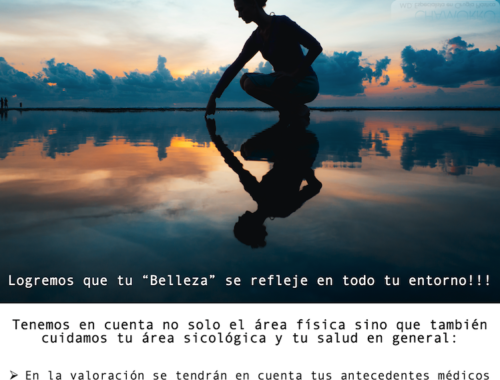 Logremos que tu “Belleza” se refleje en todo tu entorno!!!
Tenemos en cuenta no solo el área física sino que también
cuidamos tu área sicológica y tu salud en general:
➢ En la valoración se tendrán en cuenta tus antecedentes médicos